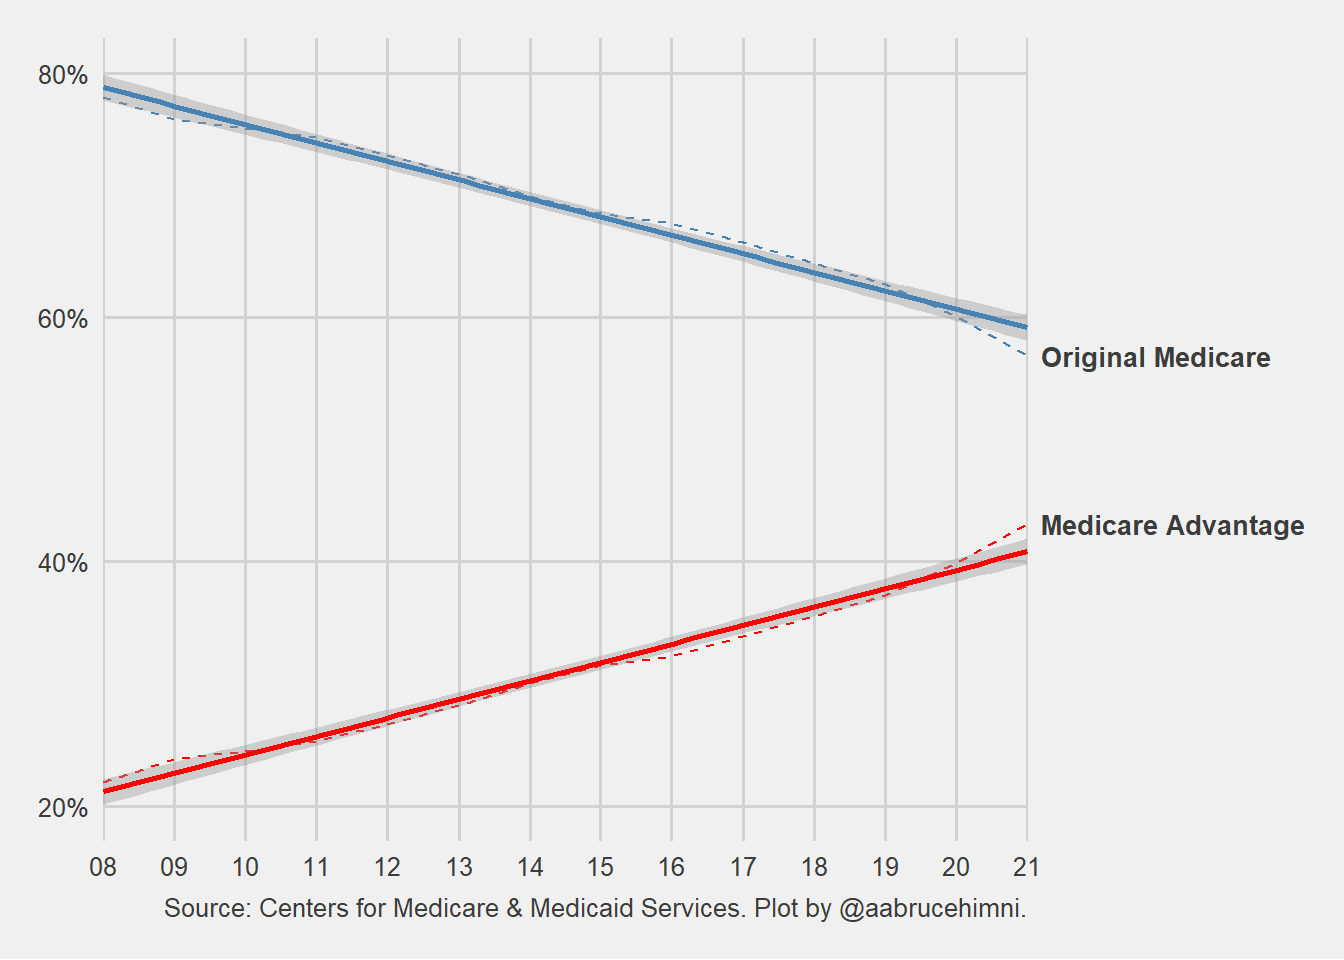 80%
60%
Original Medicare
Medicare Advantage
40%
20%
08 09 10 11 12 13 14 15 16 17 18 19 20 21
Source: Centers for Medicare & Medicaid Services. Plot by @aabrucehimni.